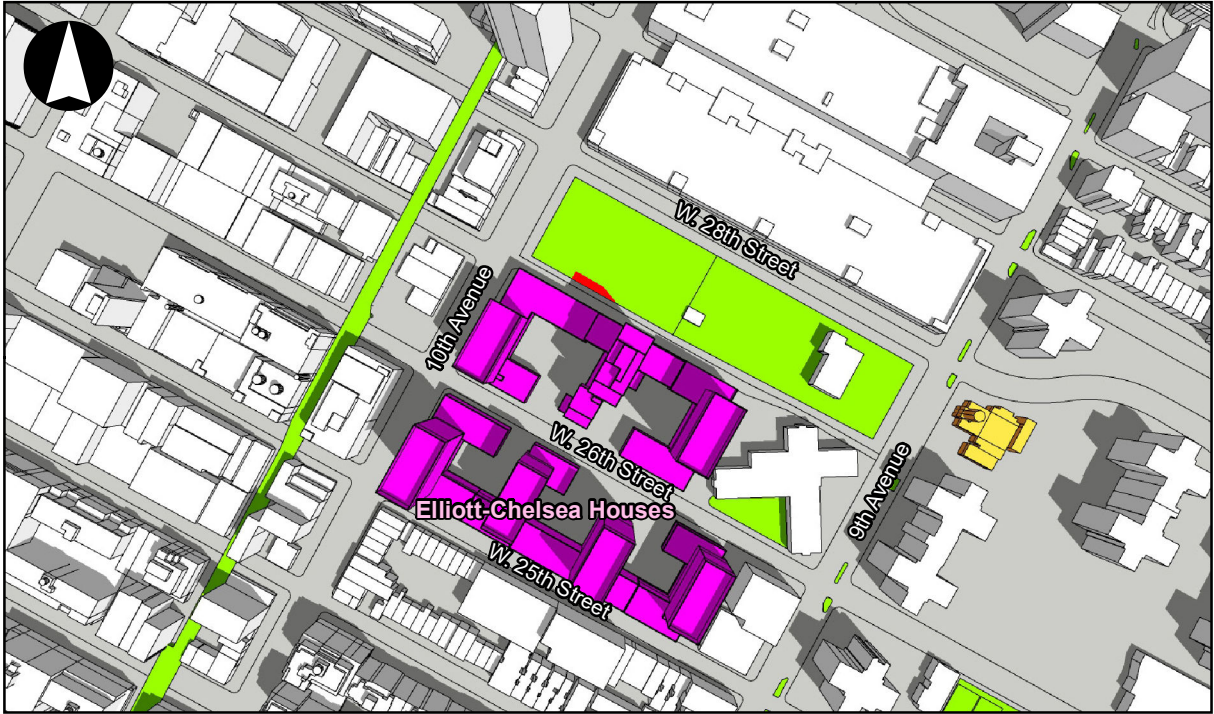 W. 28th Street
10th Avenue
W. 26th Street
9th Avenue
Elliott-Chelsea Houses
W. 25th Street